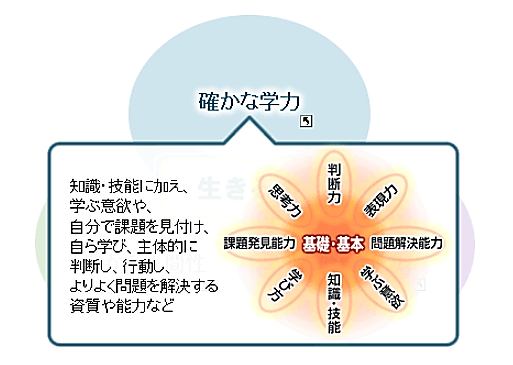 確かな学力
知識・技能に加え、
学ぶ意欲や、
自分で課題を見付け、
自ら学び、主体的に
判断し、行動し、
よりよく問題を解決する
資質や能力など
判断力
思考力
表現力
課題発見能力
基礎・基本
問題解決能力
学び方
知識・技能
学ぶ意欲
生き